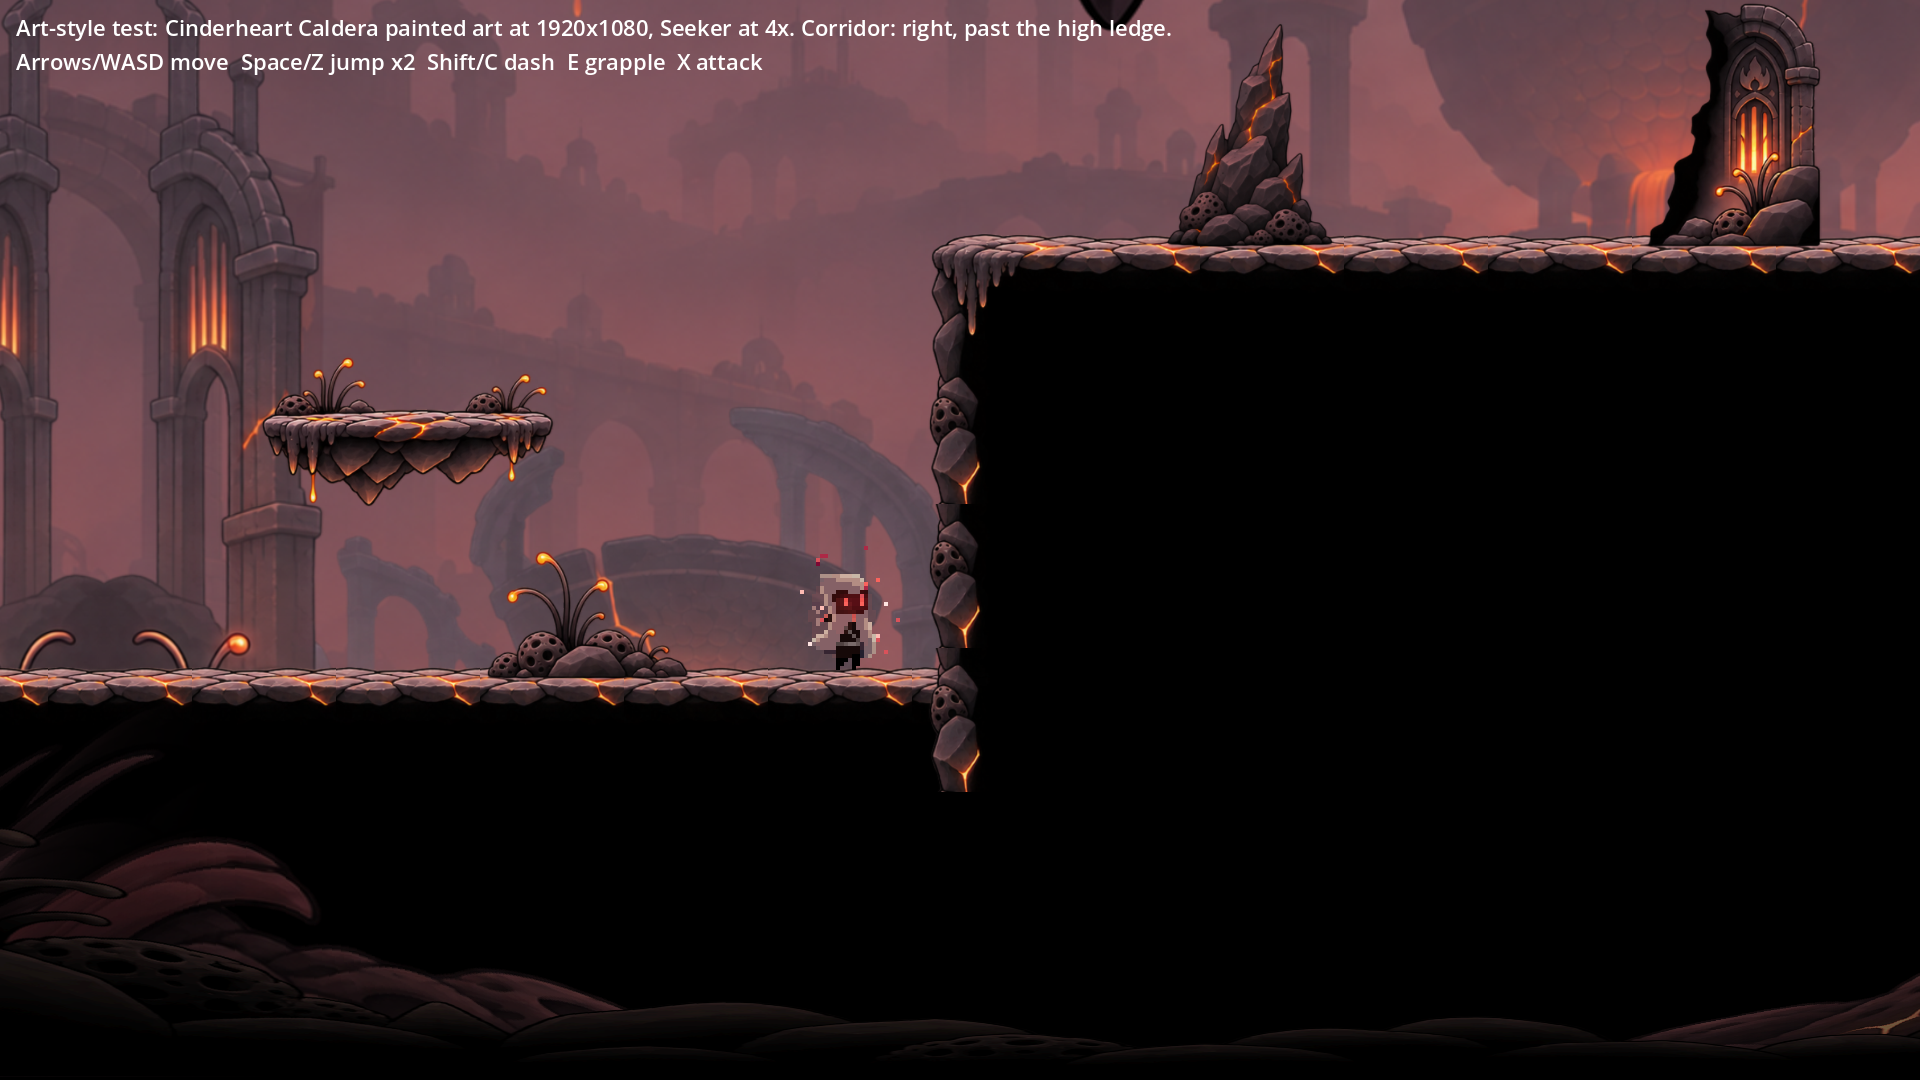 Art-style test: Cinderheart Caldera painted art at 1920x1080, Seeker at 4x. Corridor: right, past the high ledge.
Arrows/WASD move  Space/Z jump x2  Shift/C dash  E grapple  X attack